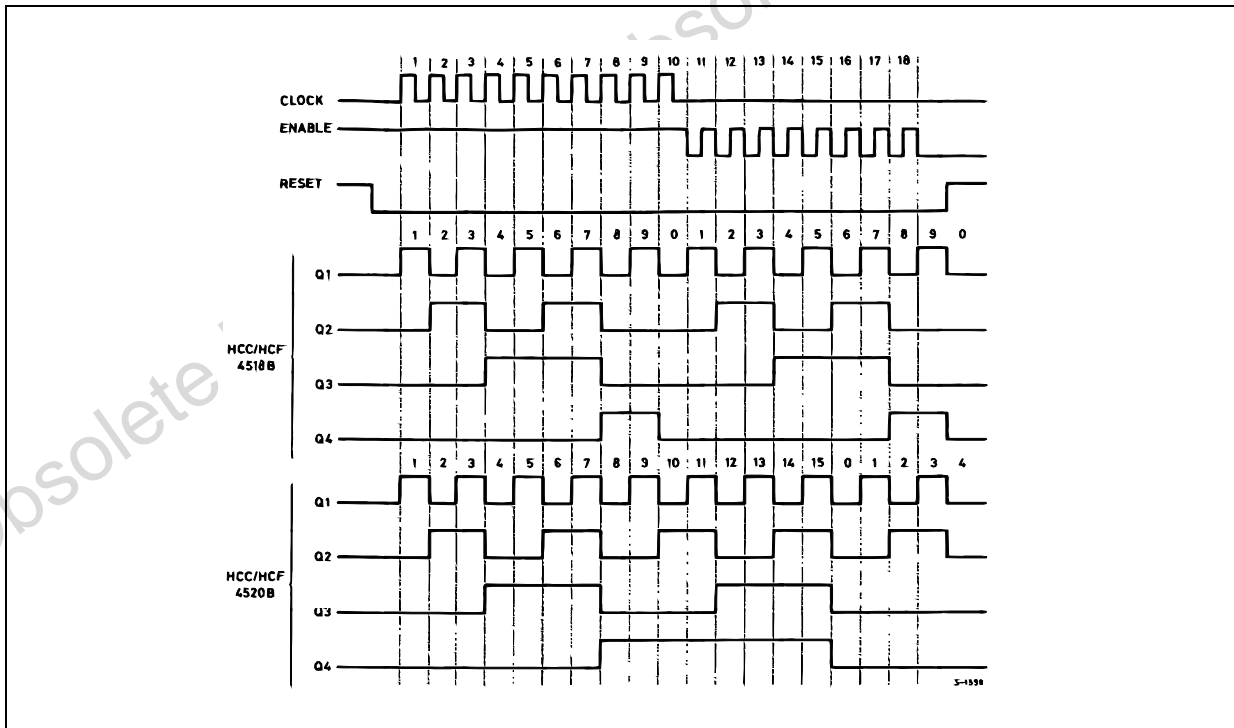 obsolete
obsol
1 2 3 4 5 6 7 8 9 10 11 12 13 14 15 16 17 18
CLOCK
ENABLE
RESET
1 2 3 4 5 6 7 8 9 0 1 2 3 4 5 6 7 8 9 0
Q1
Q2
HCC/HCF
4518B
Q3
Q4
1 2 3 4 5 6 7 8 9 10 11 12 13 14 15 0 1 2 3 4
Q1
Q2
HCC/HCF
4520B
Q3
Q4
S-1598